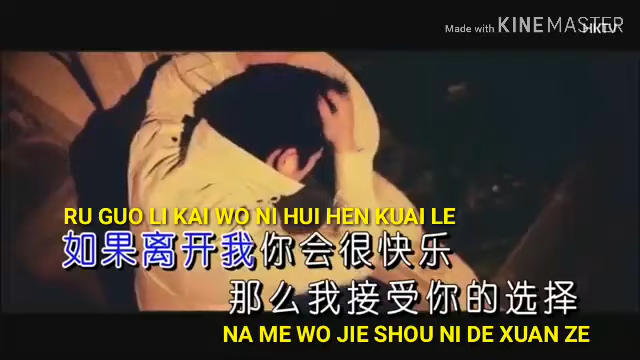 Made with KINEMASTER
HKTV
RU GUO LI KAI WO NI HUI HEN KUAI LE
如果离开我你会很快乐
那么我接受你的选择
NA ME WO JIE SHOU NI DE XUAN ZE